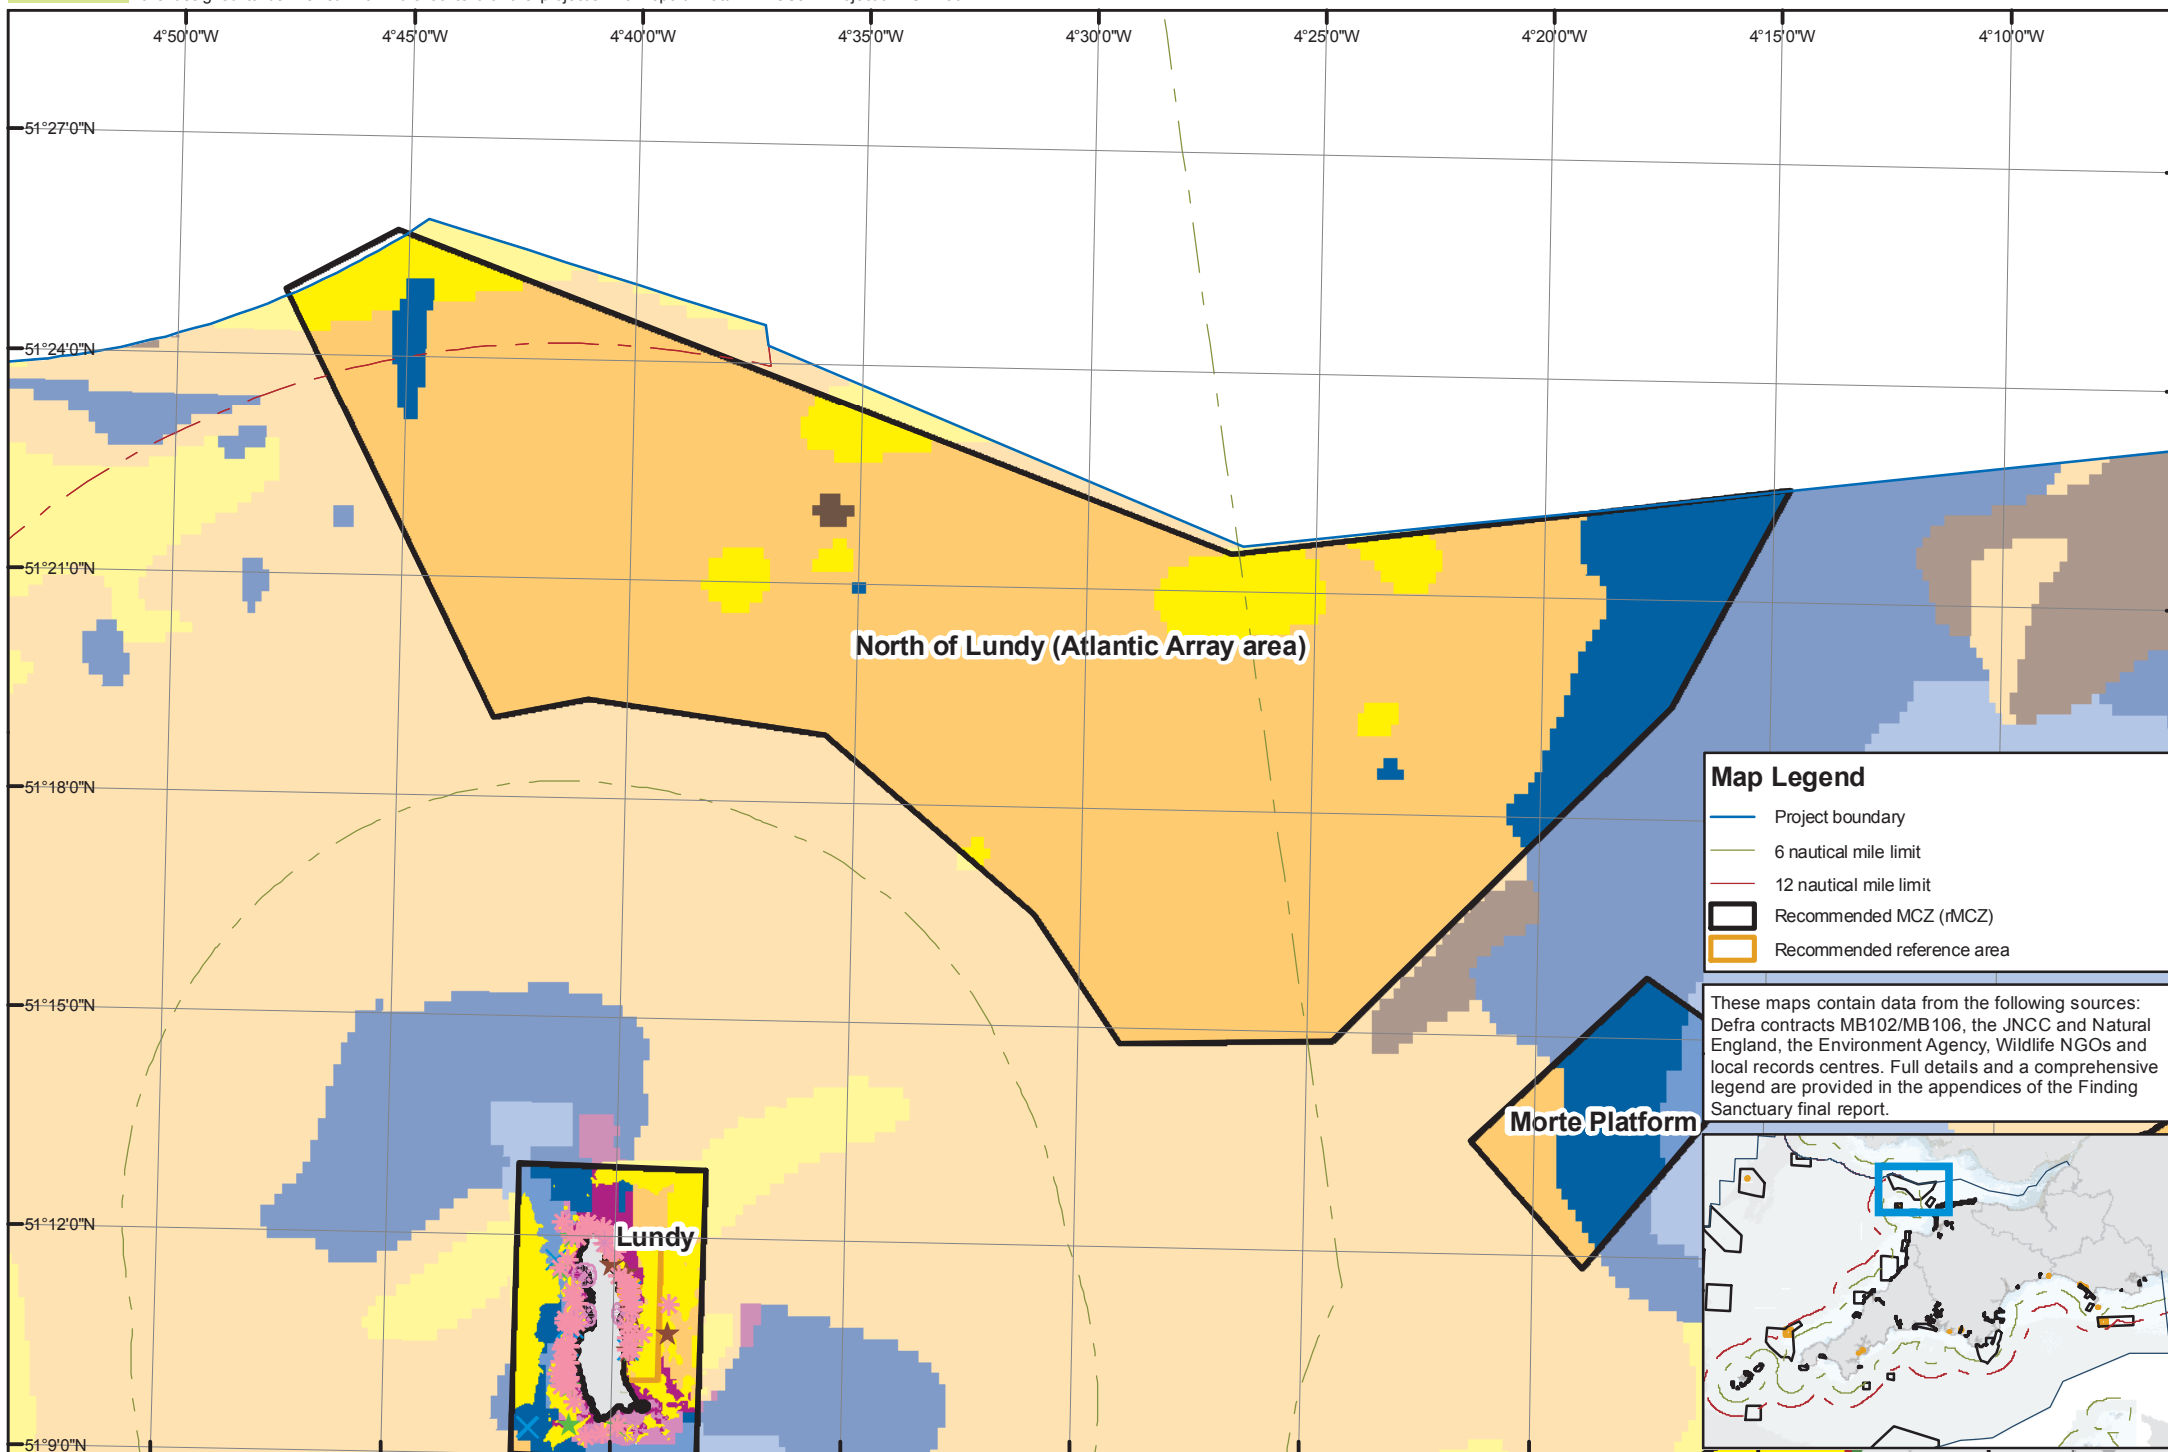 4°50'0"W 4°45'0"W 4°40'0"W 4°35'0"W 4°30'0"W 4°25'0"W 4°20'0"W 4°15'0"W 4°10'0"W
51°27'0"N
51°24'0"N
51°21'0"N
North of Lundy (Atlantic Array area)
51°18'0"N
Map Legend
Project boundary
6 nautical mile limit
12 nautical mile limit
Recommended MCZ (rMCZ)
Recommended reference area
51°15'0"N
These maps contain data from the following sources:
Defra contracts MB102/MB106, the JNCC and Natural
England, the Environment Agency, Wildlife NGOs and
local records centres. Full details and a comprehensive
legend are provided in the appendices of the Finding
Sanctuary final report.
Morte Platform
51°12'0"N
Lundy
51°9'0"N